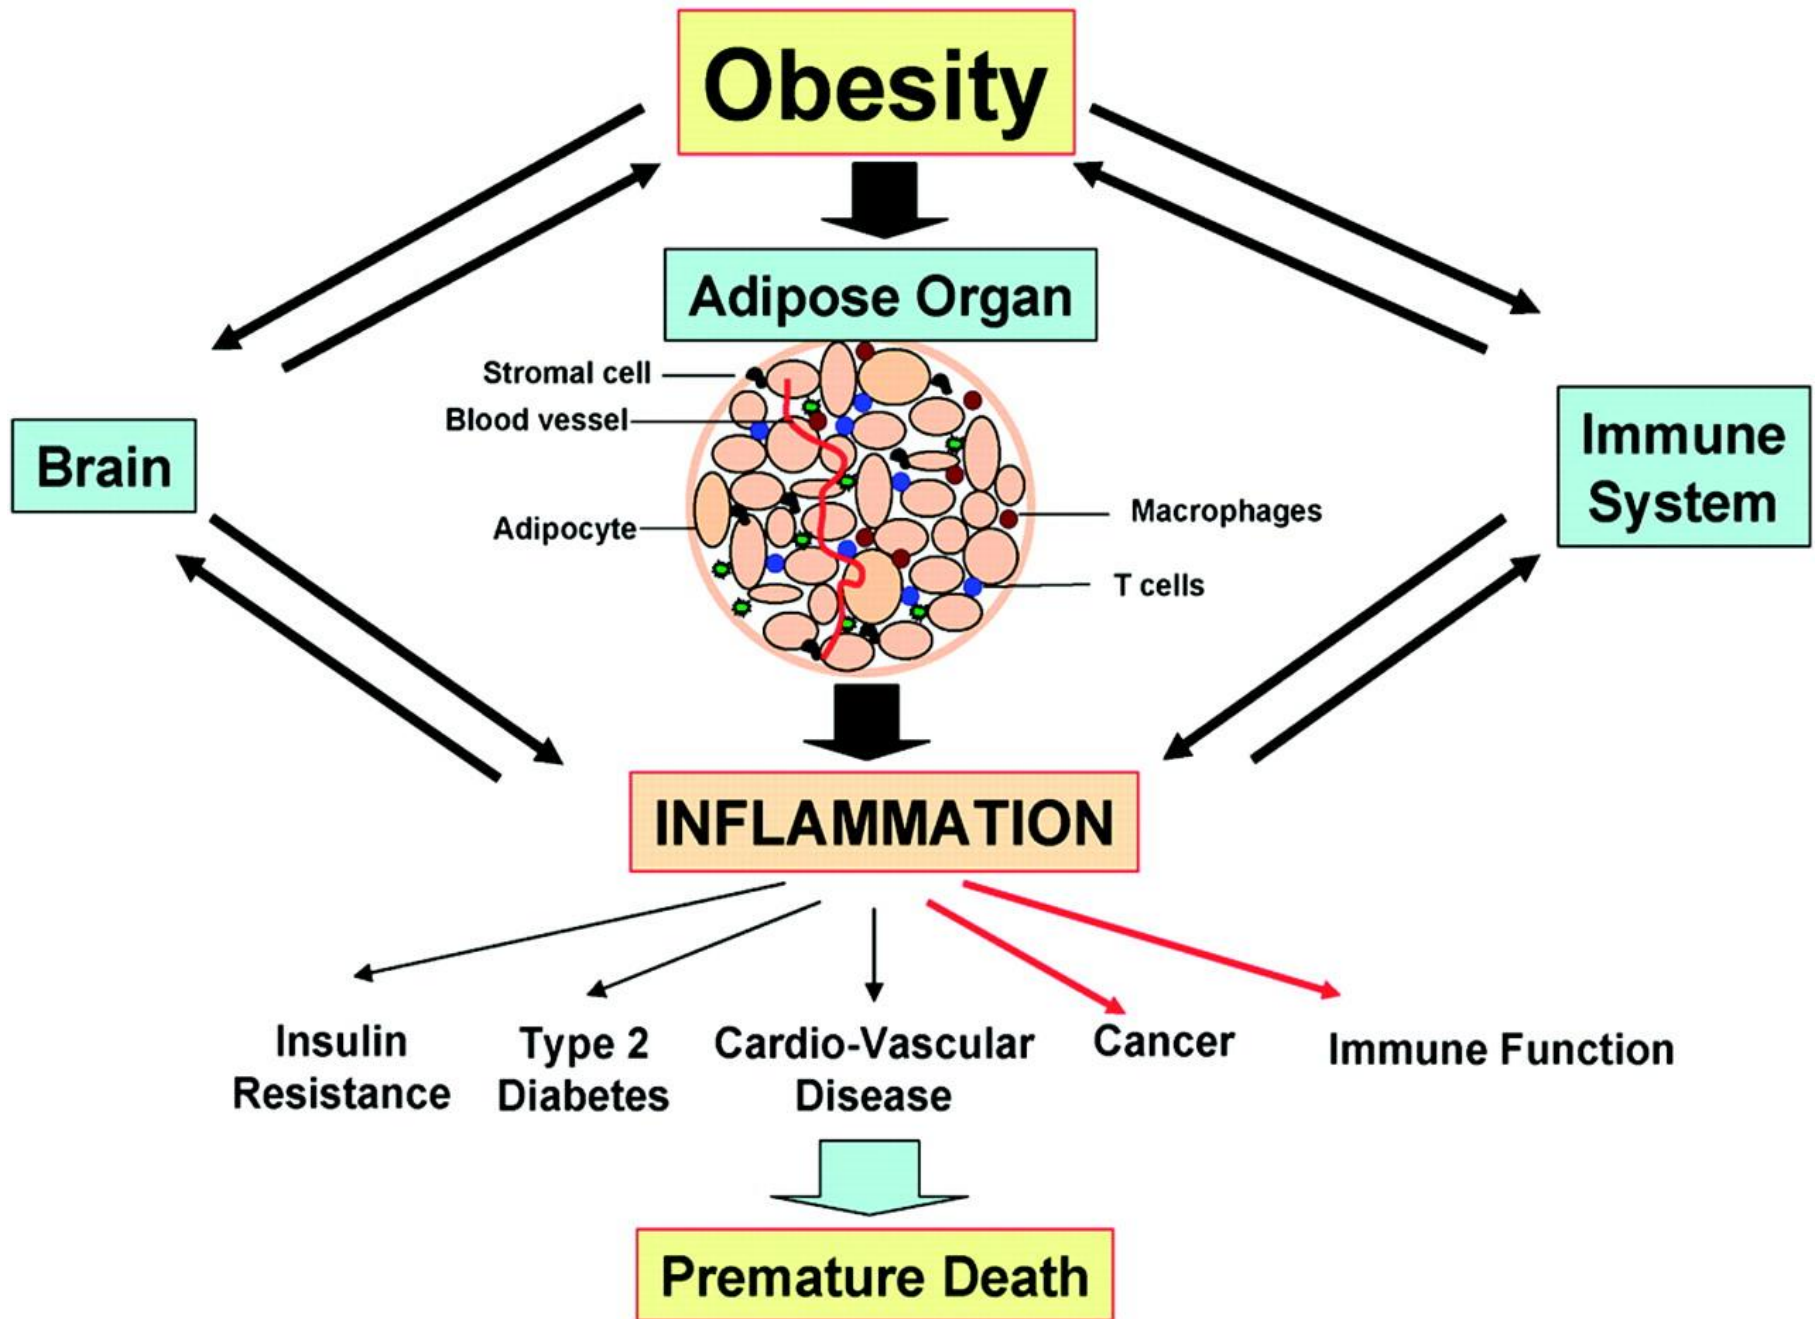 Obesity
Adipose Organ
Stromal cell
Blood vessel
Brain
Immune
System
Adipocyte
Macrophages
T cells
INFLAMMATION
Insulin
Resistance
Type 2
Diabetes
Cardio-Vascular
Disease
Cancer
Immune Function
Premature Death